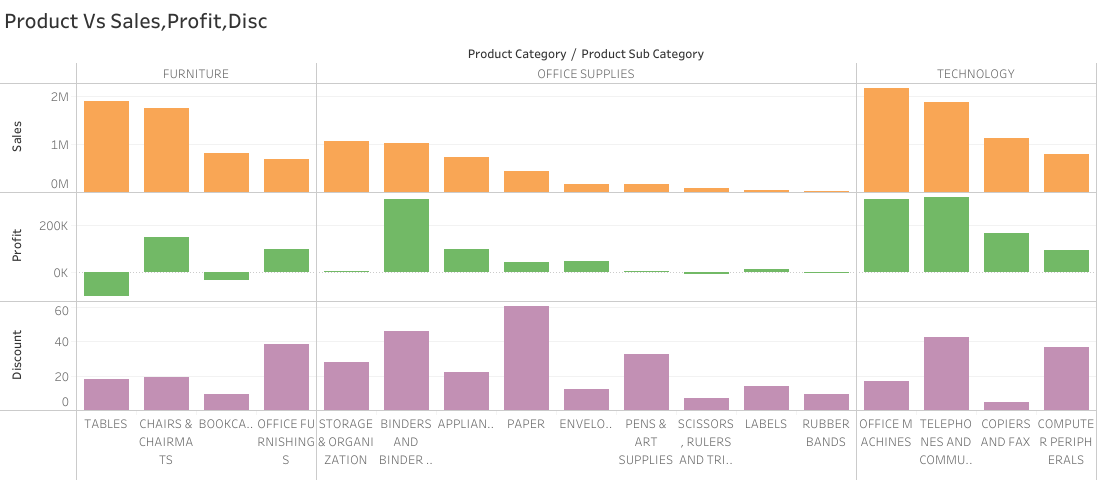 Product Vs Sales,Profit,Disc
Product Category / Product Sub Category
FURNITURE
OFFICE SUPPLIES
TECHNOLOGY
Sales
2M
1M
0M
Profit
200K
0K
Discount
60
40
20
0
TABLES
CHAIRS &
CHAIRMA
TS
BOOKCA..
OFFICE FU
RNISHING
S
STORAGE
& ORGANI
ZATION
BINDERS
AND
BINDER ..
APPLIAN..
PAPER
ENVELO..
PENS &
ART
SUPPLIES
SCISSORS
, RULERS
AND TRI..
LABELS
RUBBER
BANDS
OFFICE M
ACHINES
TELEPHO
NES AND
COMMU..
COPIERS
AND FAX
COMPUTE
R PERIPH
ERALS